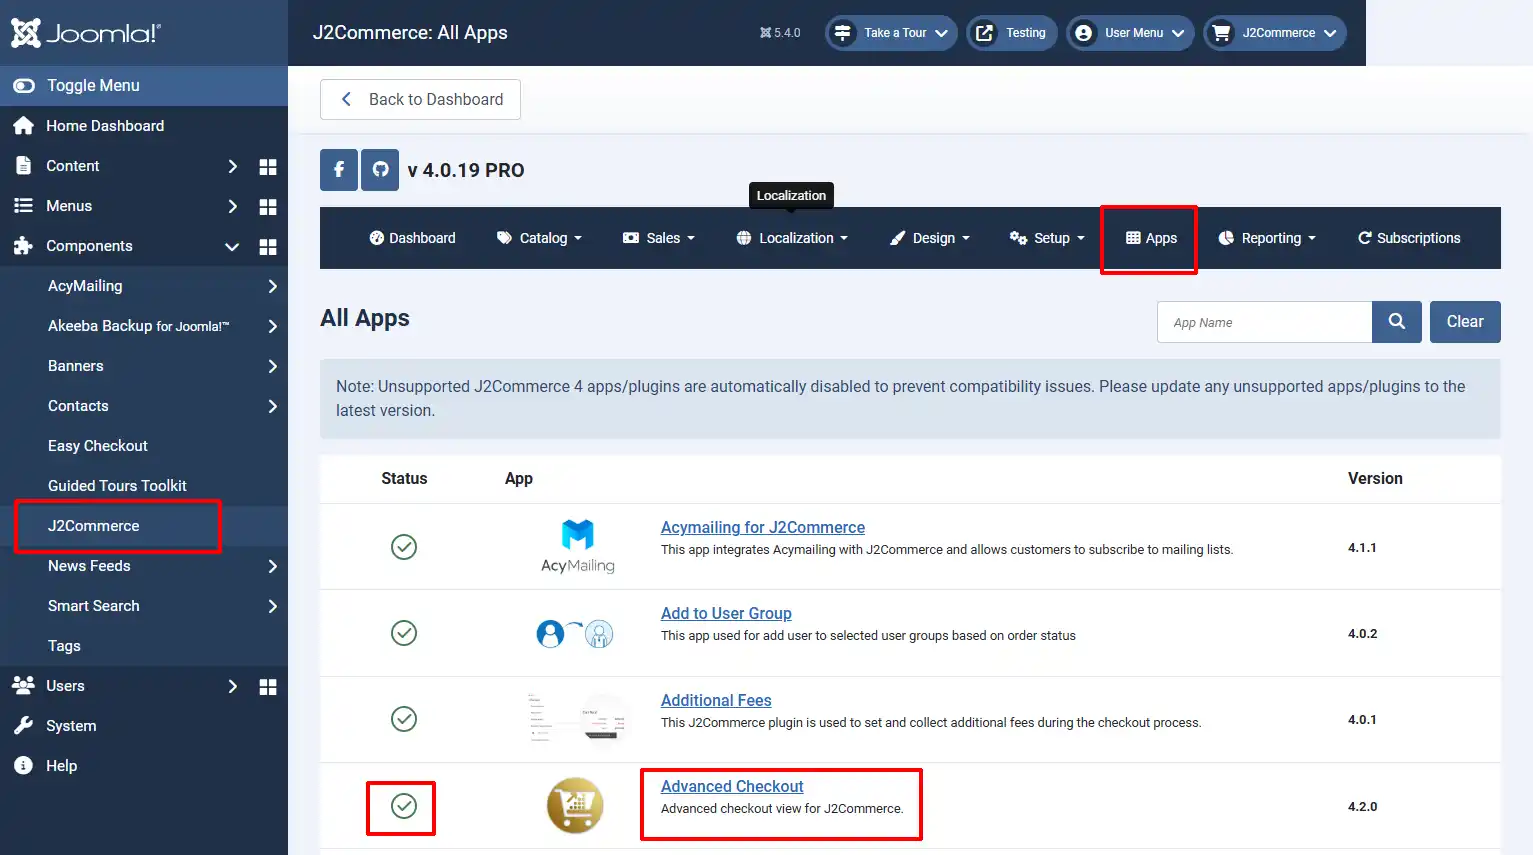 Joomla!®
J2Commerce: All Apps
5.4.0
Take a Tour
Testing
User Menu
J2Commerce
Toggle Menu
Home Dashboard
Content
Menus
Components
AcyMailing
Akeeba Backup for Joomla!™
Banners
Contacts
Easy Checkout
Guided Tours Toolkit
J2Commerce
News Feeds
Smart Search
Tags
Users
System
Help
Back to Dashboard
v 4.0.19 PRO
Localization
Dashboard
Catalog
Sales
Localization
Design
Setup
Apps
Reporting
Subscriptions
All Apps
App Name
Clear
Note: Unsupported J2Commerce 4 apps/plugins are automatically disabled to prevent compatibility issues. Please update any unsupported apps/plugins to the
latest version.
Status
App
Version
AcyMailing
Acymailing for J2Commerce
This app integrates Acymailing with J2Commerce and allows customers to subscribe to mailing lists.
4.1.1
Add to User Group
This app used for add user to selected user groups based on order status
4.0.2
Additional Fees
This J2Commerce plugin is used to set and collect additional fees during the checkout process.
4.0.1
Advanced Checkout
Advanced checkout view for J2Commerce.
4.2.0